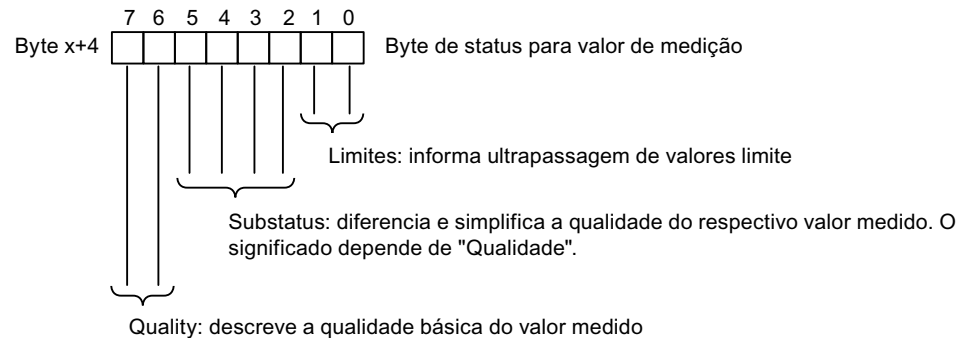 7 6 5 4 3 2 1 0
Byte x+4 Byte de status para valor de medição
Limites: informa ultrapassagem de valores limite
Substatus: diferencia e simplifica a qualidade do respectivo valor medido. O
significado depende de "Qualidade".
Quality: descreve a qualidade básica do valor medido